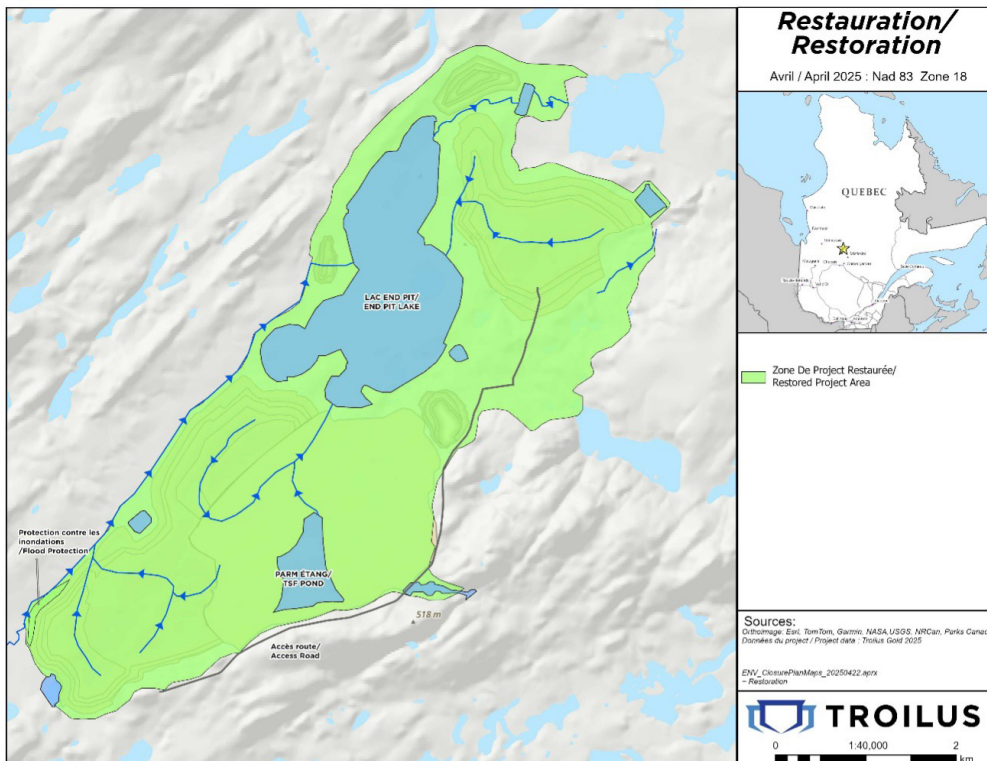 Restauration/
Restoration
Avril / April 2025 : Nad 83 Zone 18
QUEBEC
LAC END PIT/
END PIT LAKE
Zone De Project Restaurée/
Restored Project Area
Protection contre les
inondations
/Flood Protection
PARM ÉTANG/
TSF POND
518 m
Accès route/
Access Road
Sources:
Orthoimage: Esri, TomTom, Garmin, NASA,USGS, NRCan, Parks Canad
Données du project / Project data : Troilus Gold 2025
ENV_ClosurePlanMaps_20250422.aprx
– Restoration
TROILUS
0 1:40,000 2
km